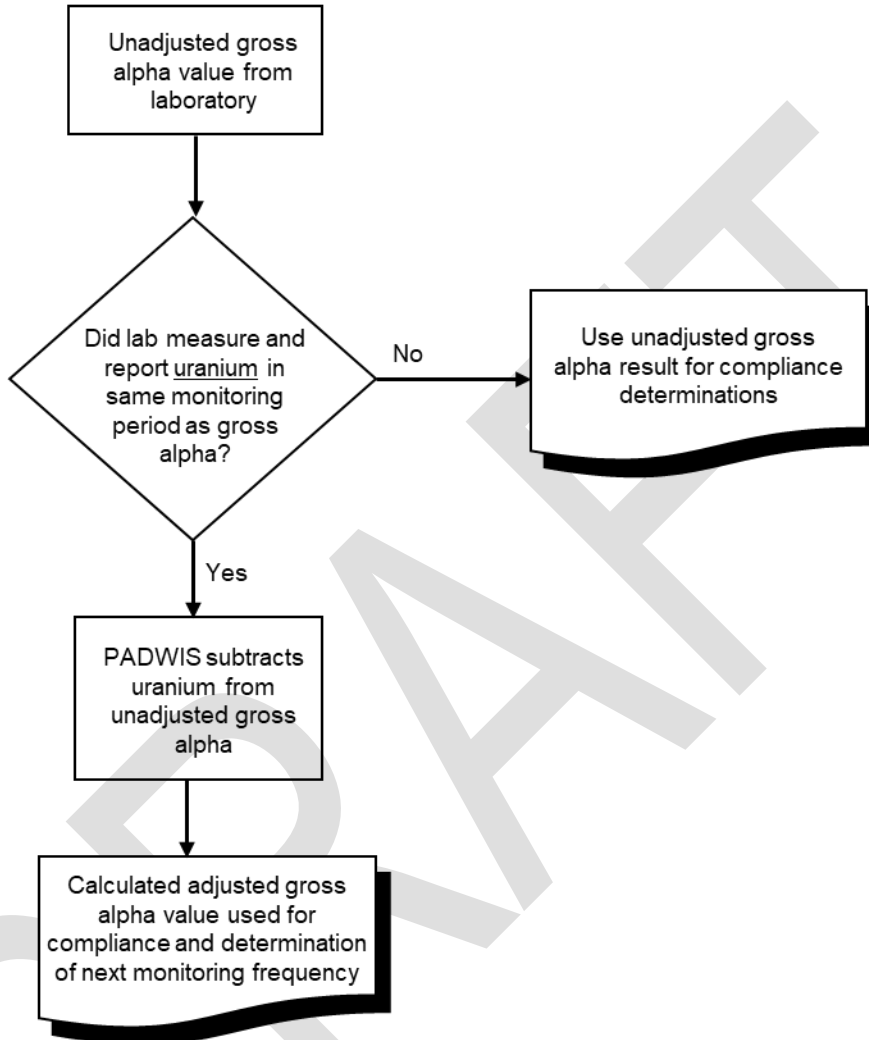 Unadjusted gross
alpha value from
laboratory
Did lab measure and
report uranium in
same monitoring
period as gross
alpha?
No
Use unadjusted gross
alpha result for compliance
determinations
Yes
PADWIS subtracts
uranium from
unadjusted gross
alpha
Calculated adjusted gross
alpha value used for
compliance and determination
of next monitoring frequency
DRAFT